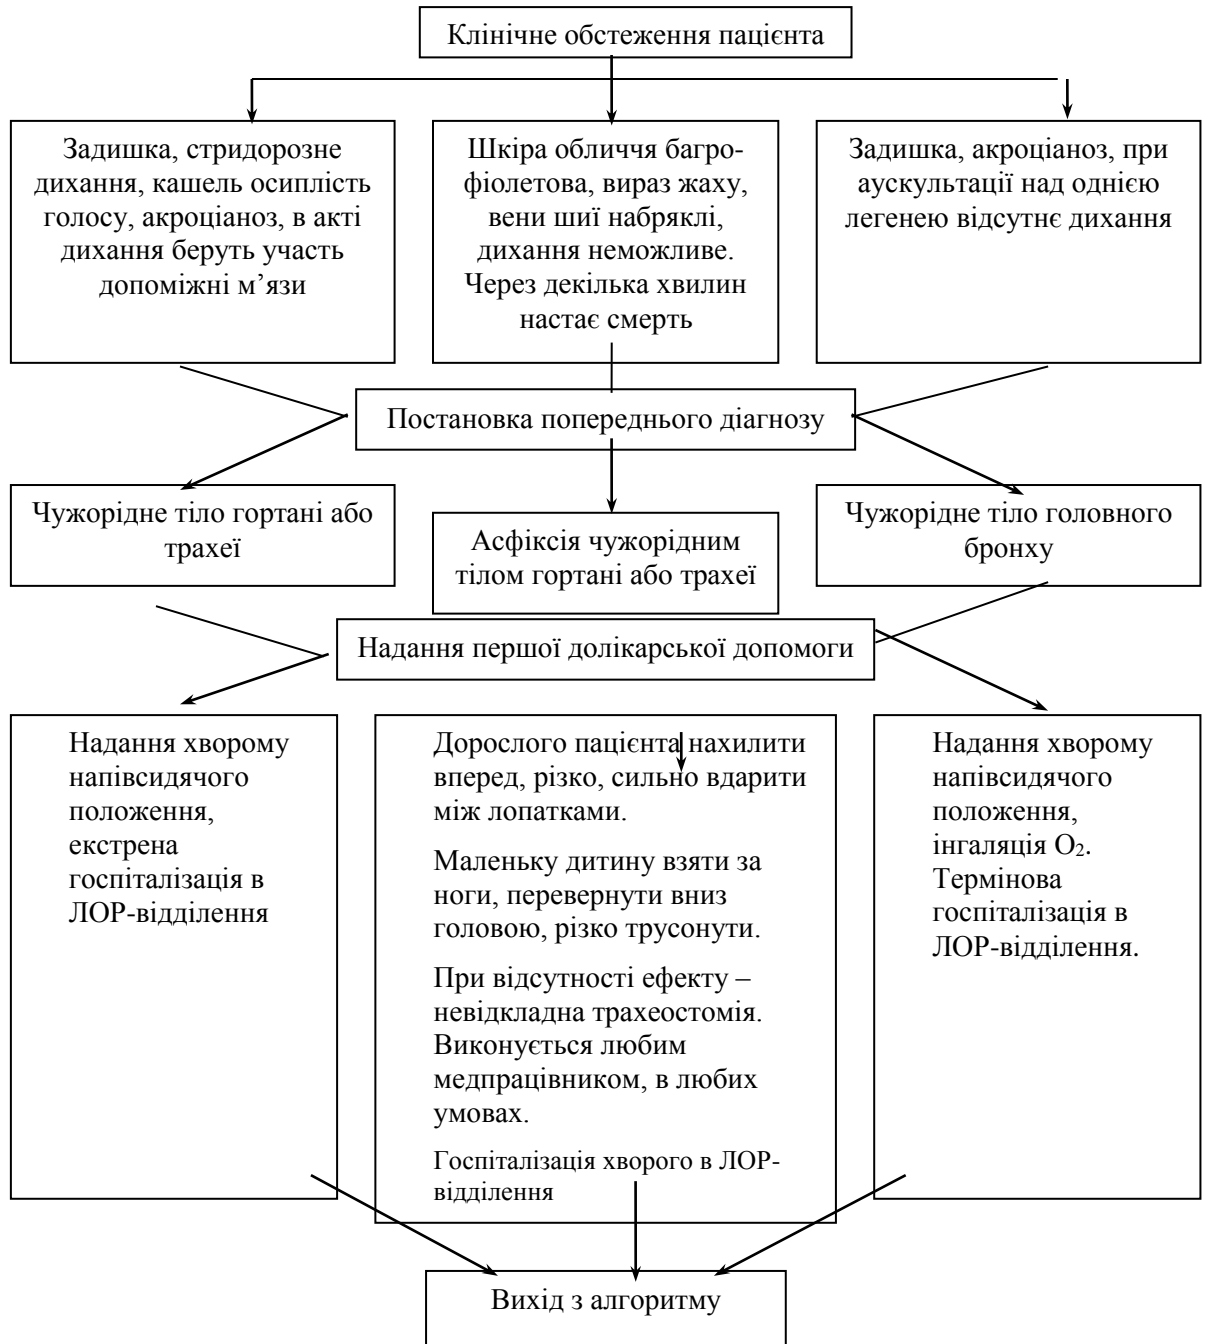 Клінічне обстеження пацієнта
Задишка, стридорозне
дихання, кашель осиплість
голосу, акроціаноз, в акті
дихання беруть участь
допоміжні м’язи
Шкіра обличчя багро-
фіолетова, вираз жаху,
вени шиї набряклі,
дихання неможливе.
Через декілька хвилин
настає смерть
Задишка, акроціаноз, при
аускультації над однією
легенею відсутнє дихання
Постановка попереднього діагнозу
Чужорідне тіло гортані або
трахеї
Асфіксія чужорідним
тілом гортані або трахеї
Чужорідне тіло головного
бронху
Надання першої долікарської допомоги
Надання хворому
напівсидячого
положення,
екстрена
госпіталізація в
ЛОР-відділення
Дорослого пацієнта нахилити
вперед, різко, сильно вдарити
між лопатками.
Маленьку дитину взяти за
ноги, перевернути вниз
головою, різко трусонути.
При відсутності ефекту –
невідкладна трахеостомія.
Виконується любим
медпрацівником, в любих
умовах.
Госпіталізація хворого в ЛОР-
відділення
Надання хворому
напівсидячого
положення,
інгаляція О₂.
Термінова
госпіталізація в
ЛОР-відділення.
Вихід з алгоритму